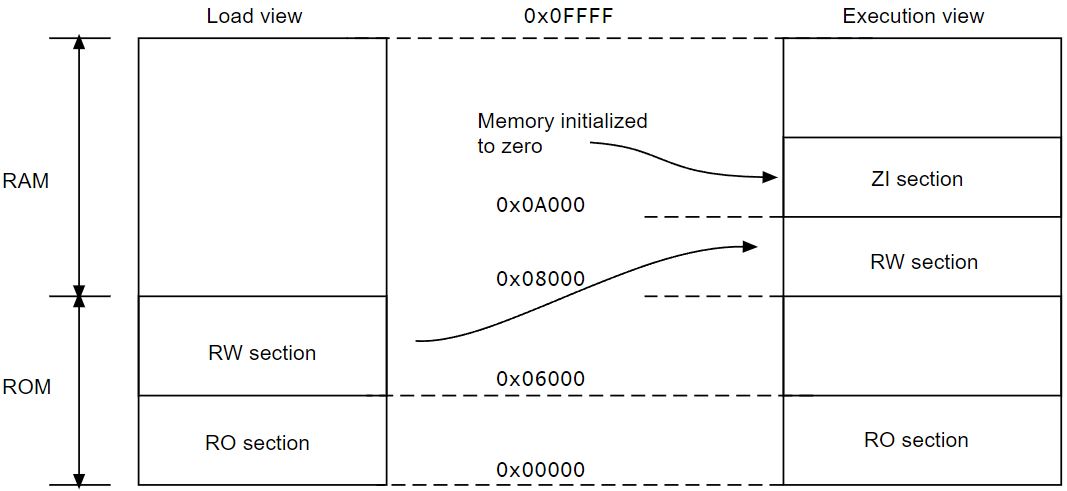 Load view
0x0FFFF
Execution view
Memory initialized
to zero
ZI section
RAM
0x0A000
RW section
0x08000
RW section
0x06000
ROM
RO section
RO section
0x00000